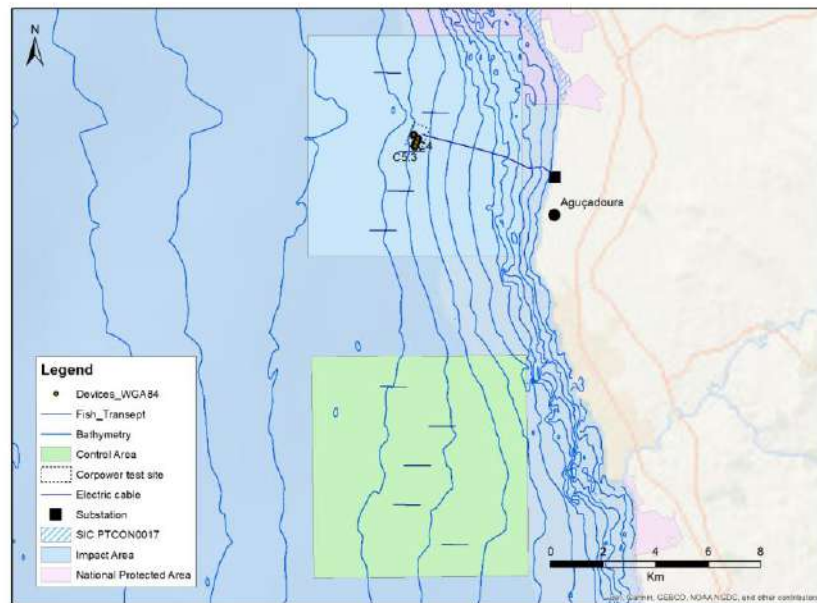 N
C4
C5.3
Aguçadoura
Legend
Devices_WGA84
Fish_Transept
Bathymetry
Control Area
Corpower test site
Electric cable
Substation
SIC PTCON0017
Impact Area
National Protected Area
0 2 4 6 8
Km
Garmin, GEBCO, NOAA NGDC, and other contributors